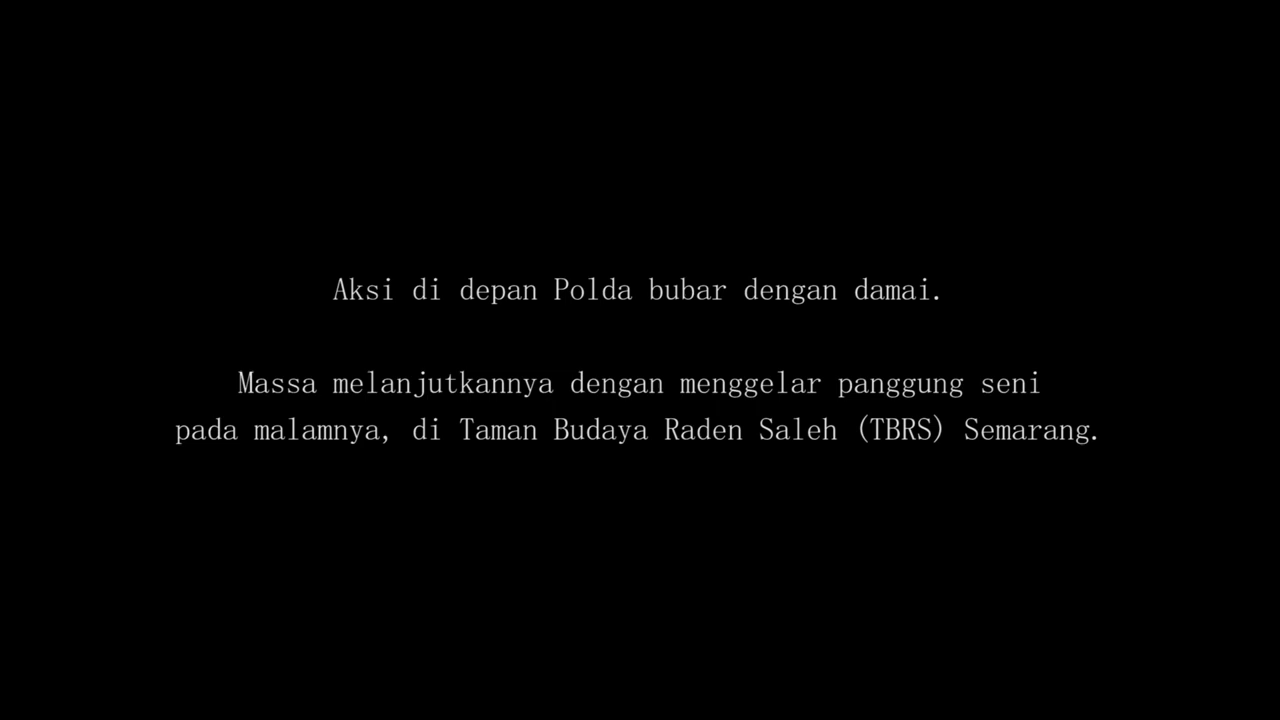 Aksi di depan Polda bubar dengan damai.
Massa melanjutkannya dengan menggelar panggung seni
pada malamnya, di Taman Budaya Raden Saleh (TBRS) Semarang.